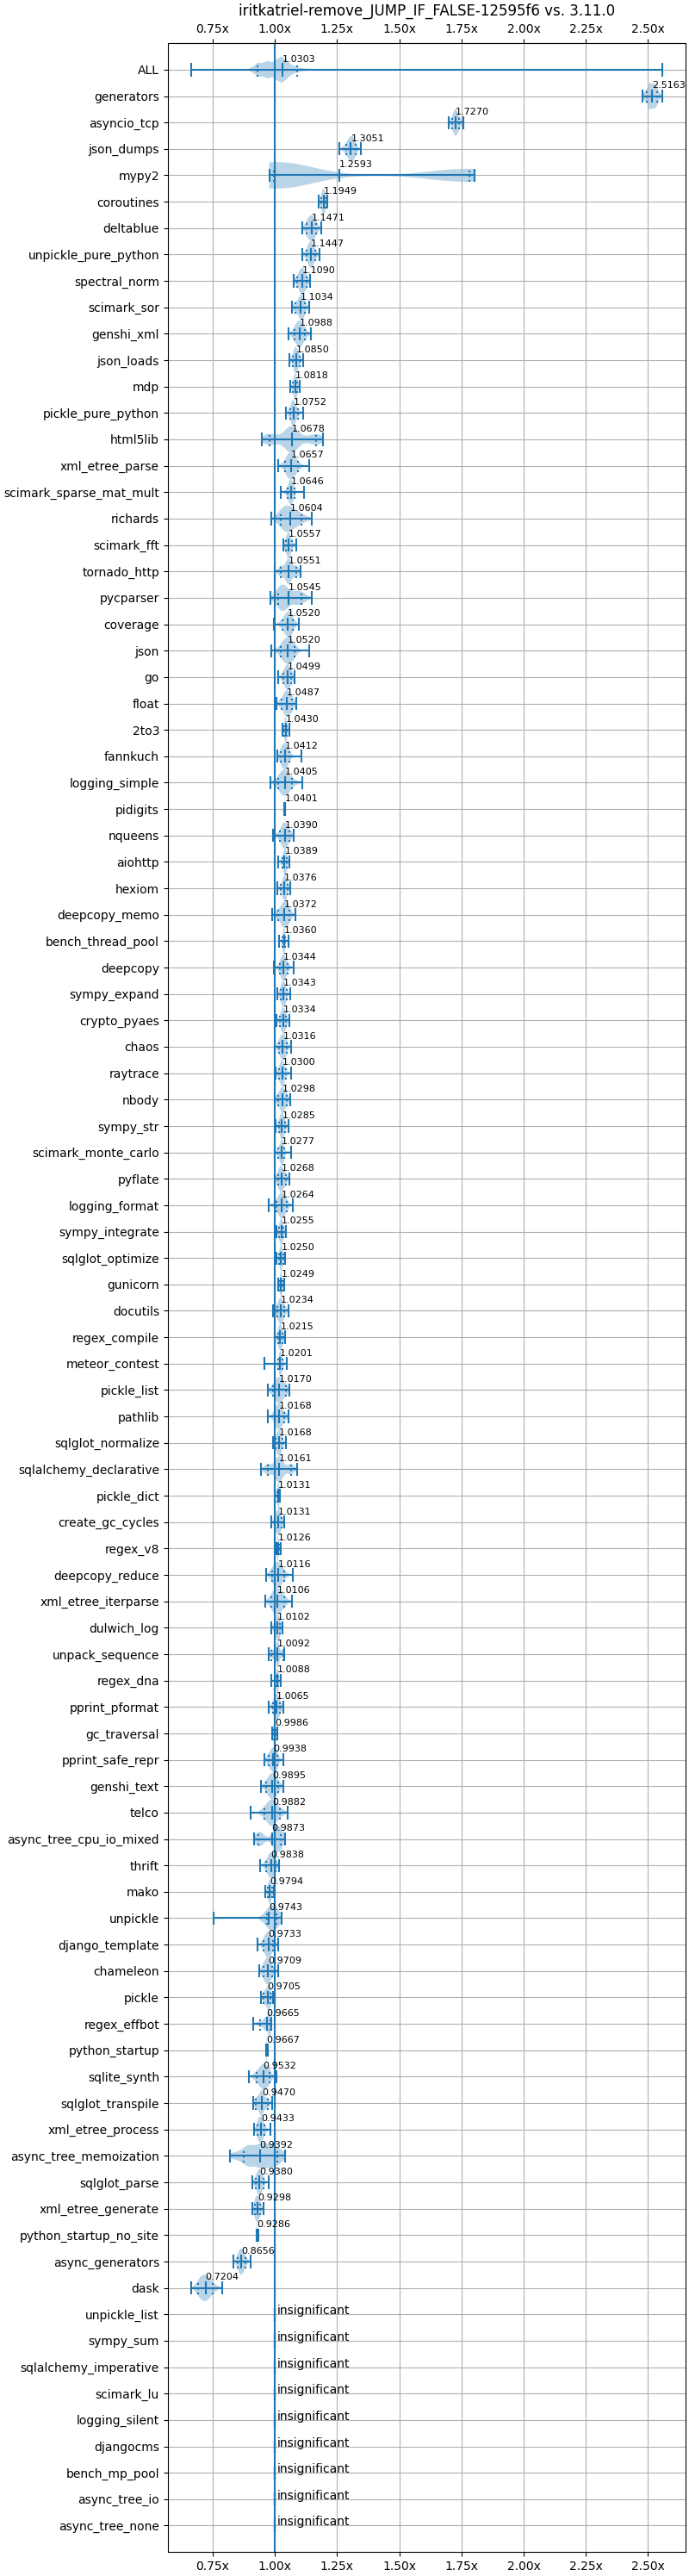 iritkatriel-remove_JUMP_IF_FALSE-12595f6 vs. 3.11.0
0.75x 1.00x 1.25x 1.50x 1.75x 2.00x 2.25x 2.50x
ALL 1.0303
generators 2.5163
asyncio_tcp 1.7270
json_dumps 1.3051
mypy2 1.2593
coroutines 1.1949
deltablue 1.1471
unpickle_pure_python 1.1447
spectral_norm 1.1090
scimark_sor 1.1034
genshi_xml 1.0988
json_loads 1.0850
mdp 1.0818
pickle_pure_python 1.0752
html5lib 1.0678
xml_etree_parse 1.0657
scimark_sparse_mat_mult 1.0646
richards 1.0604
scimark_fft 1.0557
tornado_http 1.0551
pycparser 1.0545
coverage 1.0520
json 1.0520
go 1.0499
float 1.0487
2to3 1.0430
fannkuch 1.0412
logging_simple 1.0405
pidigits 1.0401
nqueens 1.0390
aiohttp 1.0389
hexiom 1.0376
deepcopy_memo 1.0372
bench_thread_pool 1.0360
deepcopy 1.0344
sympy_expand 1.0343
crypto_pyaes 1.0334
chaos 1.0316
raytrace 1.0300
nbody 1.0298
sympy_str 1.0285
scimark_monte_carlo 1.0277
pyflate 1.0268
logging_format 1.0264
sympy_integrate 1.0255
sqlglot_optimize 1.0250
gunicorn 1.0249
docutils 1.0234
regex_compile 1.0215
meteor_contest 1.0201
pickle_list 1.0170
pathlib 1.0168
sqlglot_normalize 1.0168
sqlalchemy_declarative 1.0161
pickle_dict 1.0131
create_gc_cycles 1.0131
regex_v8 1.0126
deepcopy_reduce 1.0116
xml_etree_iterparse 1.0106
dulwich_log 1.0102
unpack_sequence 1.0092
regex_dna 1.0088
pprint_pformat 1.0065
gc_traversal 0.9986
pprint_safe_repr 0.9938
genshi_text 0.9895
telco 0.9882
async_tree_cpu_io_mixed 0.9873
thrift 0.9838
mako 0.9794
unpickle 0.9743
django_template 0.9733
chameleon 0.9709
pickle 0.9705
regex_effbot 0.9665
python_startup 0.9667
sqlite_synth 0.9532
sqlglot_transpile 0.9470
xml_etree_process 0.9433
async_tree_memoization 0.9392
sqlglot_parse 0.9380
xml_etree_generate 0.9298
python_startup_no_site 0.9286
async_generators 0.8656
dask 0.7204
unpickle_list insignificant
sympy_sum insignificant
sqlalchemy_imperative insignificant
scimark_lu insignificant
logging_silent insignificant
djangocms insignificant
bench_mp_pool insignificant
async_tree_io insignificant
async_tree_none insignificant
0.75x 1.00x 1.25x 1.50x 1.75x 2.00x 2.25x 2.50x